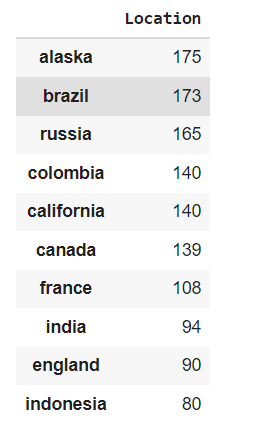 Location
alaska 175
brazil 173
russia 165
colombia 140
california 140
canada 139
france 108
india 94
england 90
indonesia 80